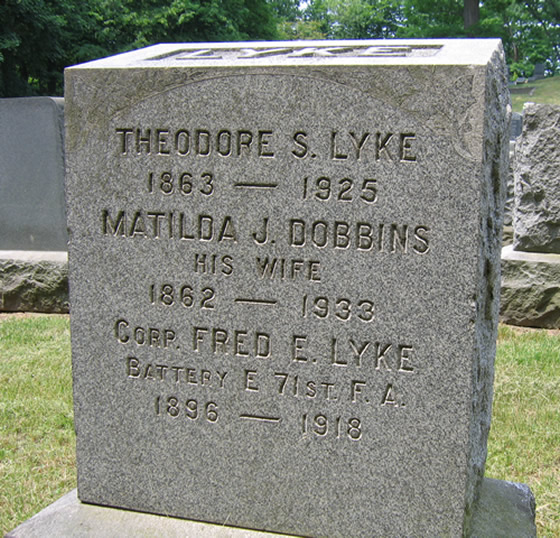 LYKE
THEODORE S. LYKE
1863 — 1925
MATILDA J. DOBBINS
HIS WIFE
1862 — 1933
CORP. FRED E. LYKE
BATTERY E 71ST. F. A.
1896 — 1918